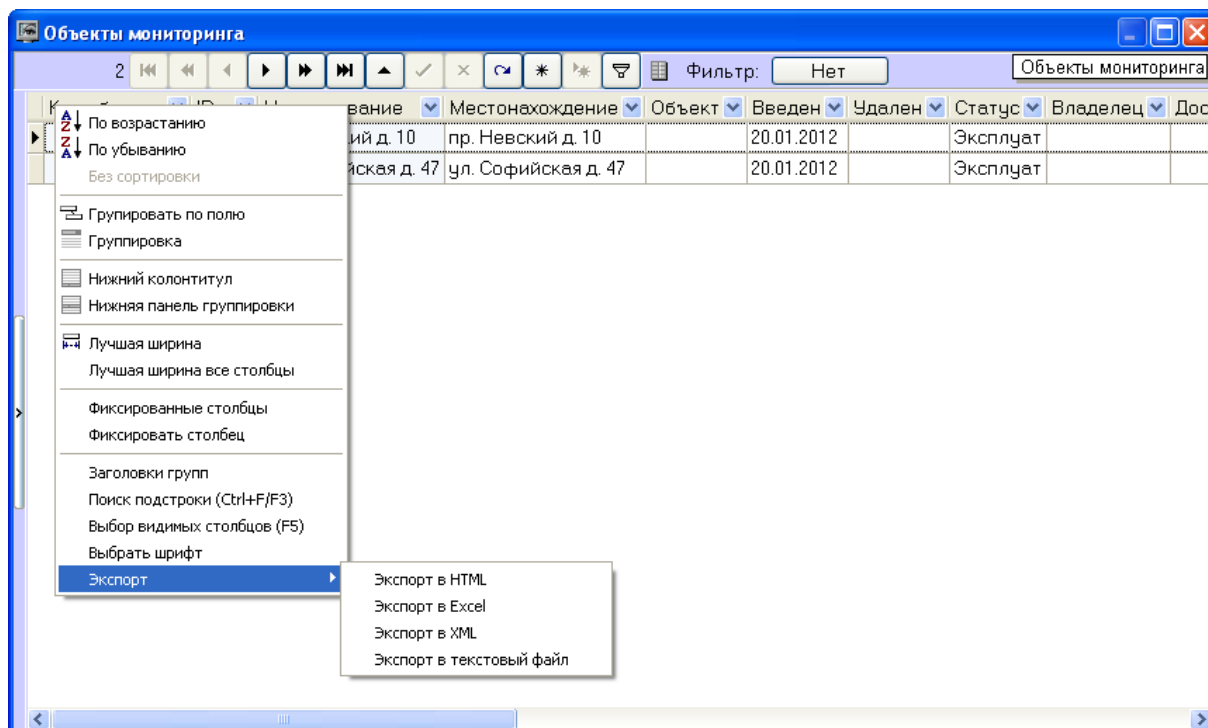 Объекты мониторинга
2 Фильтр: Нет Объекты мониторинга
Местонахождение Объект Введен Удален Статус Владелец
ий д. 10 пр. Невский д. 10 20.01.2012 Эксплуат
йская д. 47 ул. Софийская д. 47 20.01.2012 Эксплуат
По возрастанию
По убыванию
Без сортировки
Групировать по полю
Группировка
Нижний колонтитул
Нижняя панель группировки
Лучшая ширина
Лучшая ширина все столбцы
Фиксированные столбцы
Фиксировать столбец
Заголовки групп
Поиск подстроки (Ctrl+F/F3)
Выбор видимых столбцов (F5)
Выбрать шрифт
Экспорт
Экспорт в HTML
Экспорт в Excel
Экспорт в XML
Экспорт в текстовый файл